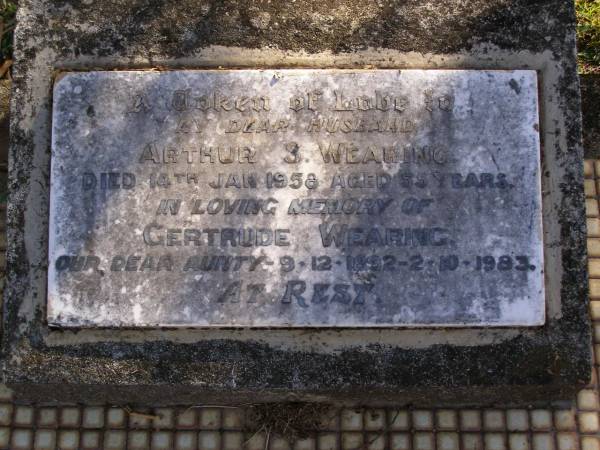 A Token of Love to
My DEAR HUSBAND
ARTHUR S. WEARING
DIED 14TH JAN 1958 AGED YEARS.
IN LOVING MEMORY OF
GERTRUDE WEARING.
OUR DEAR AUNTY - 9-12-1892-2-10-1983.
AT REST.